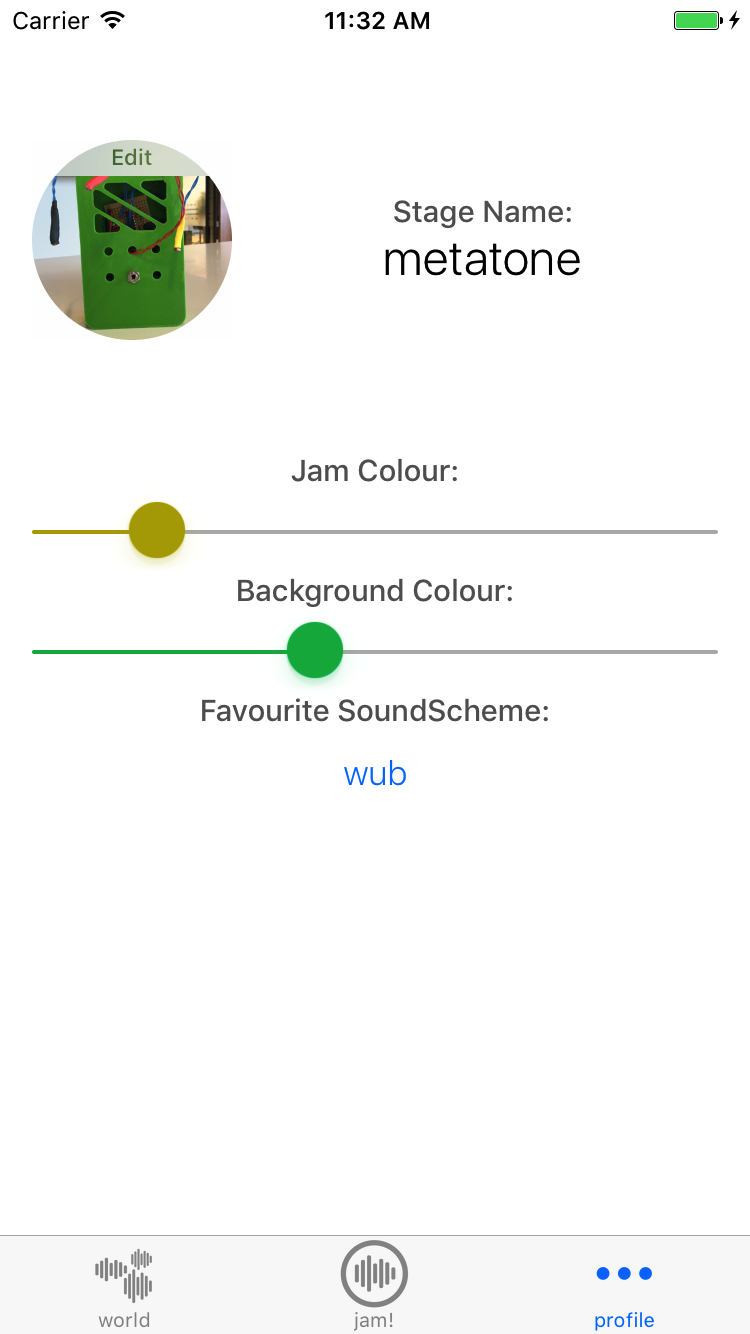 Carrier 11:32 AM
Edit
Stage Name:
metatone
Jam Colour:
Background Colour:
Favourite SoundScheme:
wub
world jam! profile